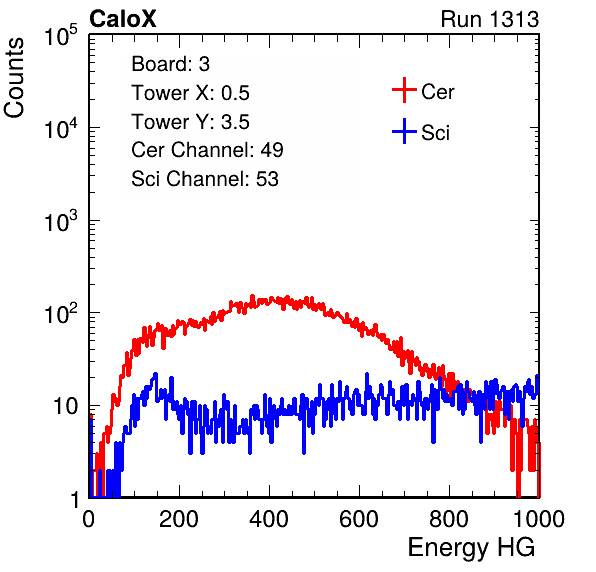 CaloX Run 1313
Counts
Board: 3
Tower X: 0.5
Tower Y: 3.5
Cer Channel: 49
Sci Channel: 53
Cer
Sci
10^5
10^4
10^3
10^2
10
1
0 200 400 600 800 1000
Energy HG